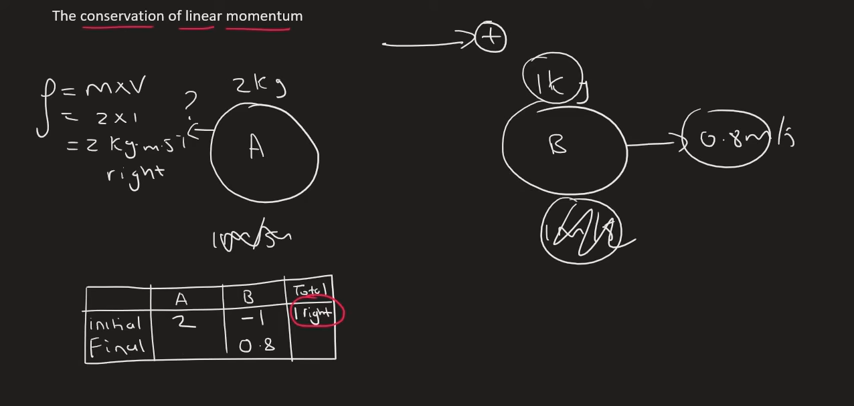 The conservation of linear momentum
+
ρ = m x v
= 2 x 1
= 2 kg.m.s-1
right
?
2kg
A
1kg
B
0.8m/s
A B Total
initial 2 -1 1 right
Final 0.8